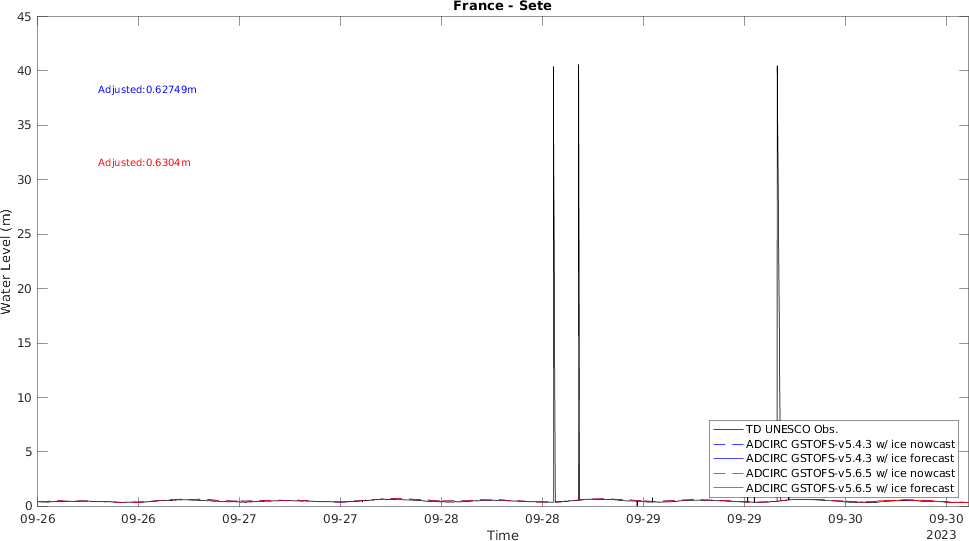 France - Sete
45
40
35
30
25
20
15
10
5
0
Water Level (m)
Adjusted:0.62749m
Adjusted:0.6304m
TD UNESCO Obs.
ADCIRC GSTOFS-v5.4.3 w/ ice nowcast
ADCIRC GSTOFS-v5.4.3 w/ ice forecast
ADCIRC GSTOFS-v5.6.5 w/ ice nowcast
ADCIRC GSTOFS-v5.6.5 w/ ice forecast
09-26 09-26 09-27 09-27 09-28 09-28 09-29 09-29 09-30 09-30
2023
Time